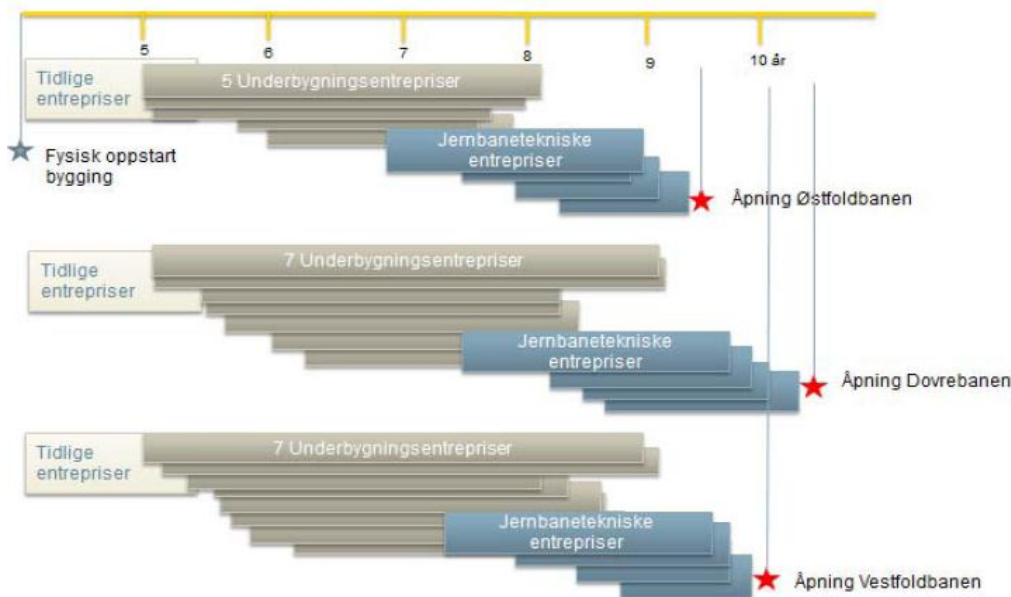 5
6
7
8
9
10 år
Tidlige
entrepriser
5 Underbygningsentrepriser
Jernbanetekniske
entrepriser
Fysisk oppstart
bygging
Åpning Østfoldbanen
Tidlige
entrepriser
7 Underbygningsentrepriser
Jernbanetekniske
entrepriser
Åpning Dovrebanen
Tidlige
entrepriser
7 Underbygningsentrepriser
Jernbanetekniske
entrepriser
Åpning Vestfoldbanen